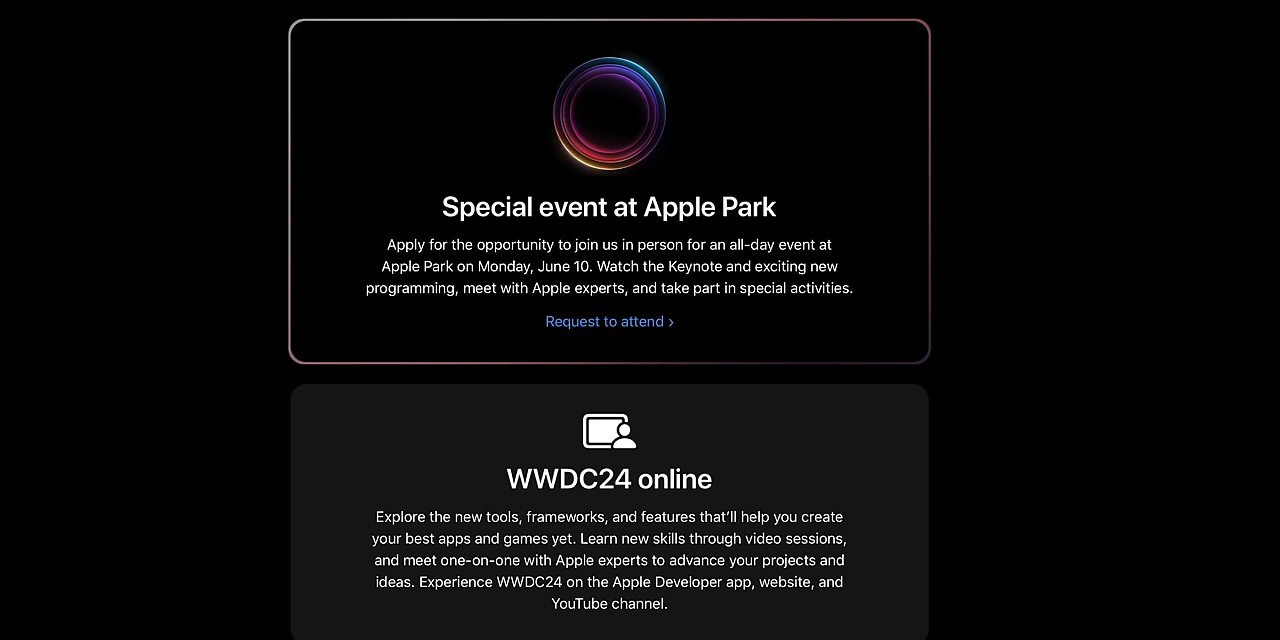 Special event at Apple Park
Apply for the opportunity to join us in person for an all-day event at
Apple Park on Monday, June 10. Watch the Keynote and exciting new
programming, meet with Apple experts, and take part in special activities.
Request to attend ›
WWDC24 online
Explore the new tools, frameworks, and features that’ll help you create
your best apps and games yet. Learn new skills through video sessions,
and meet one-on-one with Apple experts to advance your projects and
ideas. Experience WWDC24 on the Apple Developer app, website, and
YouTube channel.